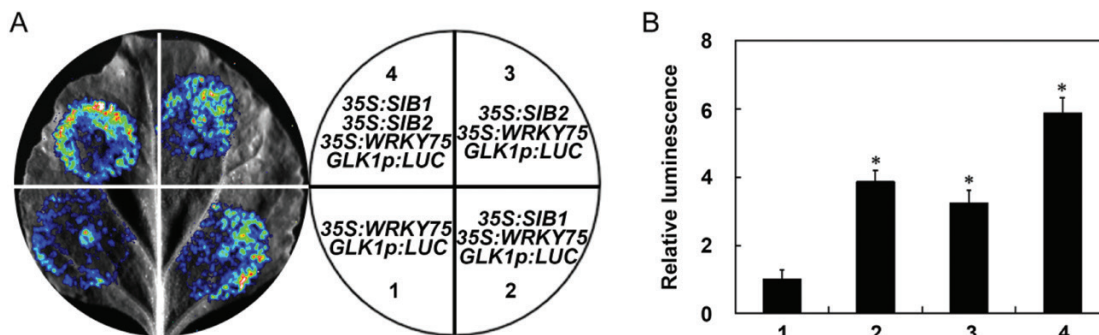 A
4
35S:SIB1
35S:SIB2
35S:WRKY75
GLK1p:LUC
3
35S:SIB2
35S:WRKY75
GLK1p:LUC
35S:WRKY75
GLK1p:LUC
1
35S:SIB1
35S:WRKY75
GLK1p:LUC
2
B
Relative luminescence
8
6
4
2
0
*
*
*
1 2 3 4